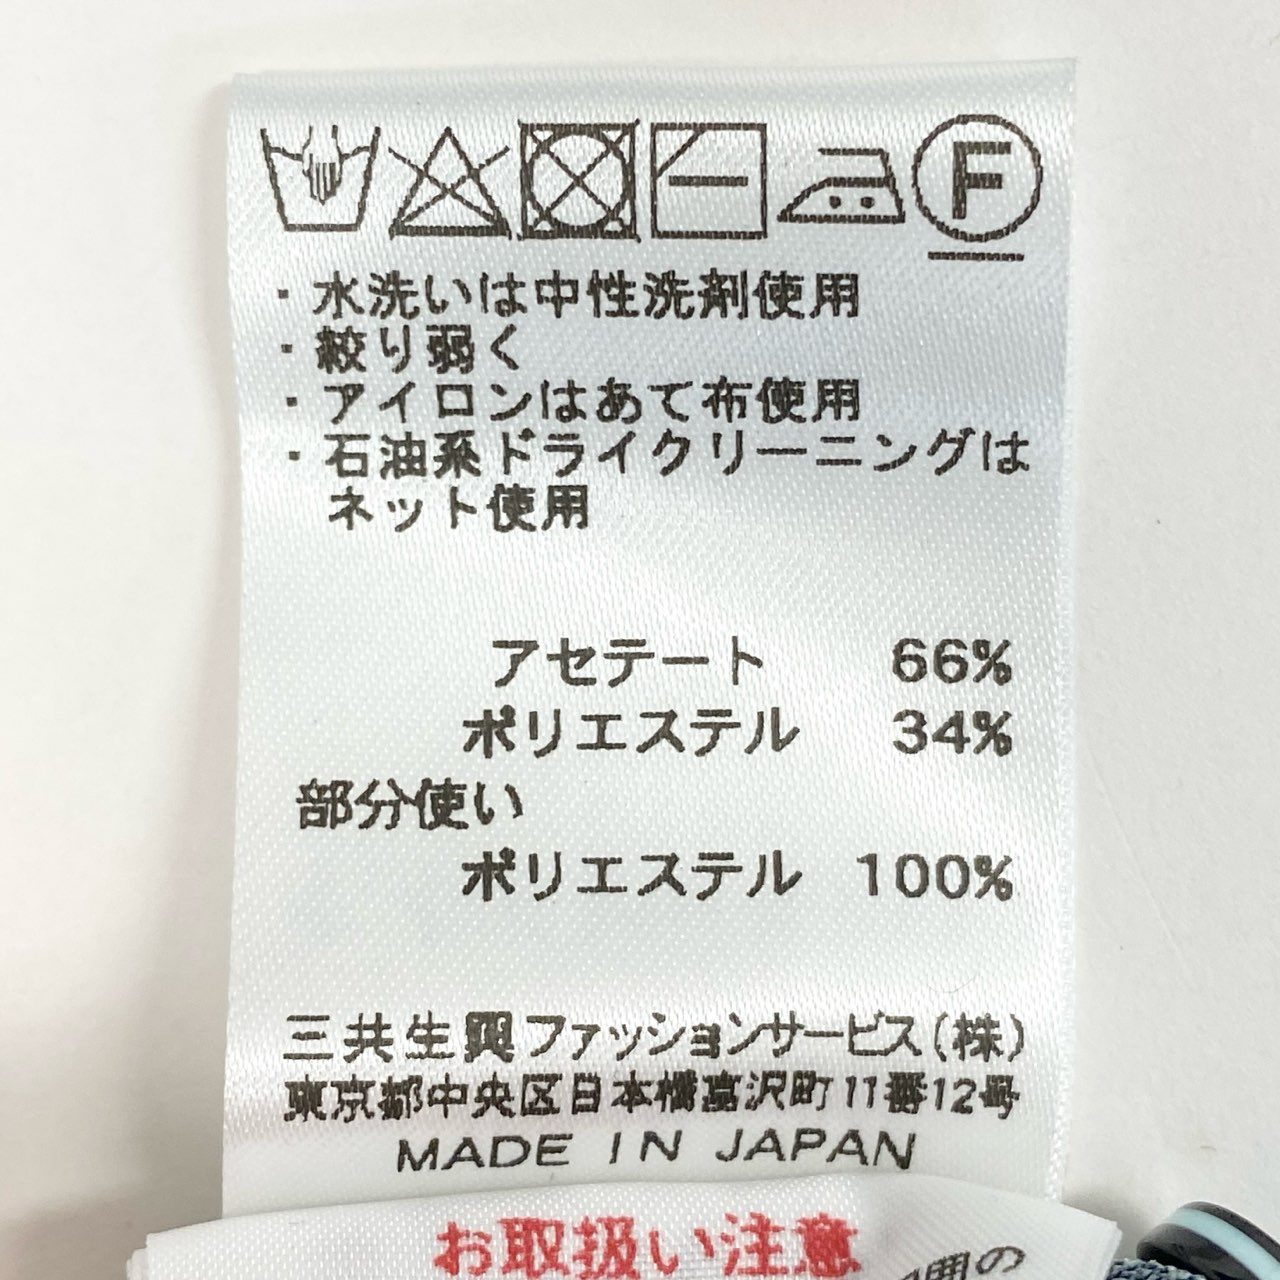 F
・水洗いは中性洗剤使用
・絞り弱く
・アイロンはあて布使用
・石油系ドライクリーニングは
ネット使用
アセテート 66%
ポリエステル 34%
部分使い
ポリエステル 100%
三共生興ファッションサービス(株)
東京都中央区日本橋富沢町11番12号
MADE IN JAPAN
お取扱い注意
の